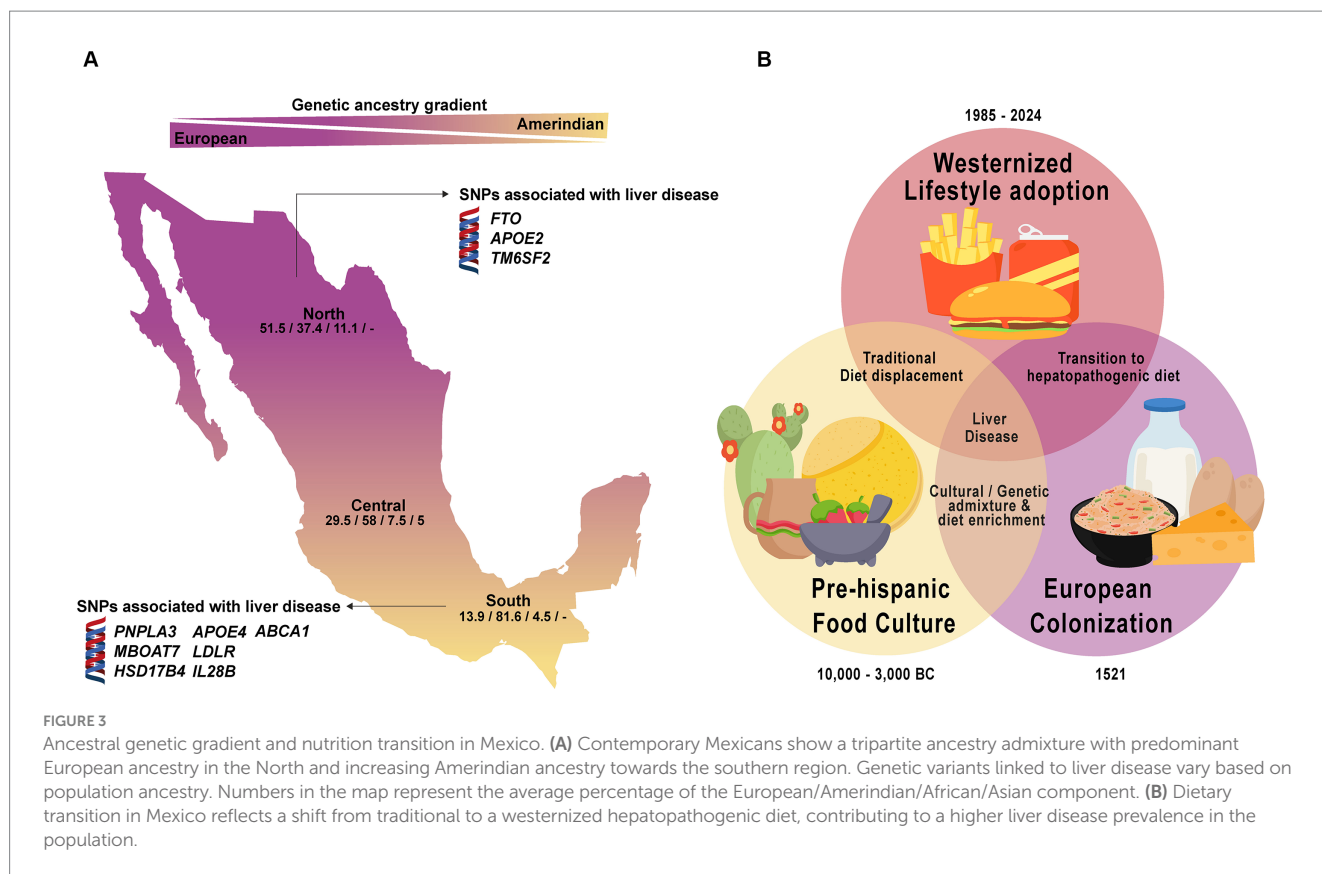 A
Genetic ancestry gradient
European
Amerindian
SNPs associated with liver disease
FTO
APOE2
TM6SF2
North
51.5 / 37.4 / 11.1 / -
Central
29.5 / 58 / 7.5 / 5
South
13.9 / 81.6 / 4.5 / -
SNPs associated with liver disease
PNPLA3 APOE4 ABCA1
MBOAT7 LDLR
HSD17B4 IL28B
B
1985 - 2024
Westernized
Lifestyle adoption
Traditional
Diet displacement
Transition to
hepatopathogenic diet
Liver
Disease
Cultural / Genetic
admixture &
diet enrichment
Pre-hispanic
Food Culture
European
Colonization
10,000 - 3,000 BC
1521
FIGURE 3
Ancestral genetic gradient and nutrition transition in Mexico. (A) Contemporary Mexicans show a tripartite ancestry admixture with predominant
European ancestry in the North and increasing Amerindian ancestry towards the southern region. Genetic variants linked to liver disease vary based on
population ancestry. Numbers in the map represent the average percentage of the European/Amerindian/African/Asian component. (B) Dietary
transition in Mexico reflects a shift from traditional to a westernized hepatopathogenic diet, contributing to a higher liver disease prevalence in the
population.